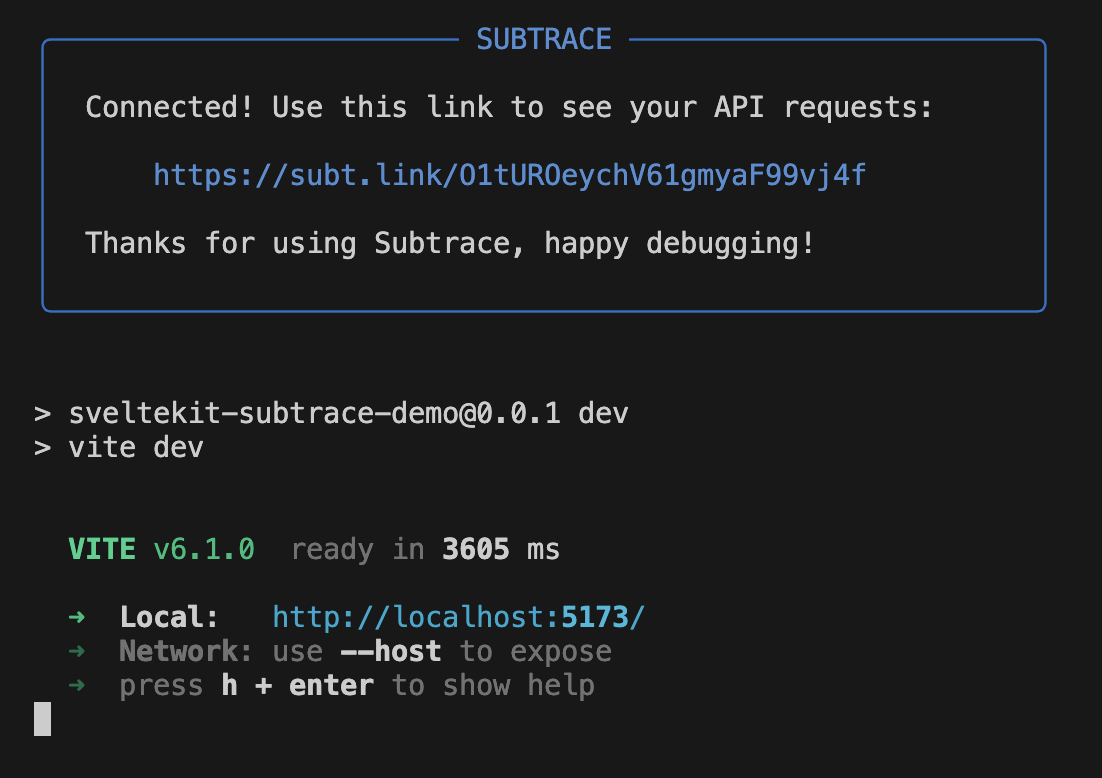 SUBTRACE
Connected! Use this link to see your API requests:
https://subt.link/O1tUROeychV61gmyaF99vj4f
Thanks for using Subtrace, happy debugging!
> sveltekit-subtrace-demo@0.0.1 dev
> vite dev
VITE v6.1.0 ready in 3605 ms
➜ Local: http://localhost:5173/
➜ Network: use --host to expose
➜ press h + enter to show help